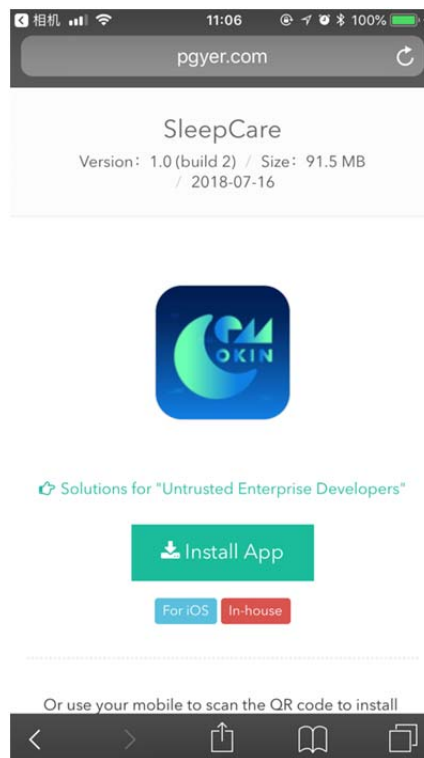 相机 11:06 100%
pgyer.com
SleepCare
Version： 1.0 (build 2) / Size： 91.5 MB
/ 2018-07-16
OKIN
Solutions for "Untrusted Enterprise Developers"
Install App
For iOS In-house
Or use your mobile to scan the QR code to install